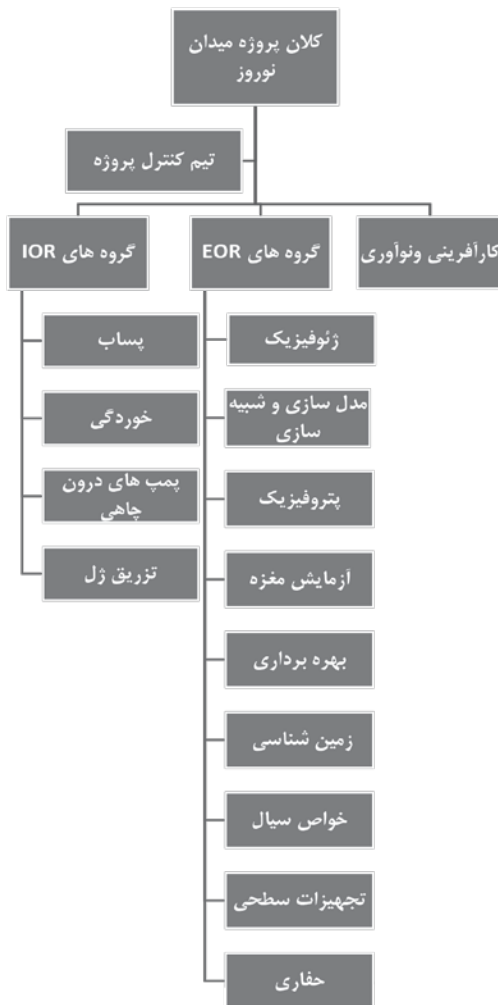 کلان پروژه میدان
نوروز
تیم کنترل پروژه
کارآفرینی ونوآوری
گروه های EOR
گروه های IOR
ژئوفیزیک
مدل سازی و شبیه
سازی
پتروفیزیک
آزمایش مغزه
بهره برداری
زمین شناسی
خواص سیال
تجهیزات سطحی
حفاری
پساب
خوردگی
پمپ های درون
چاهی
تزریق ژل